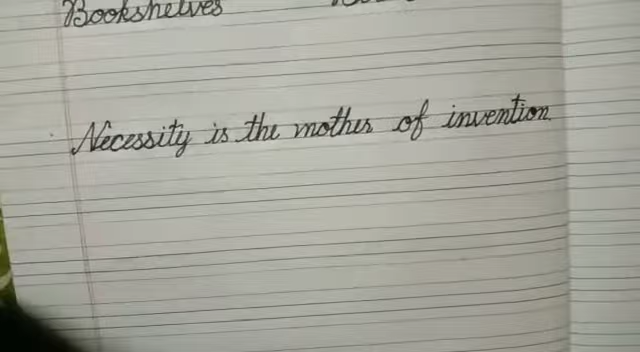 Bookshelves
Necessity is the mother of invention.